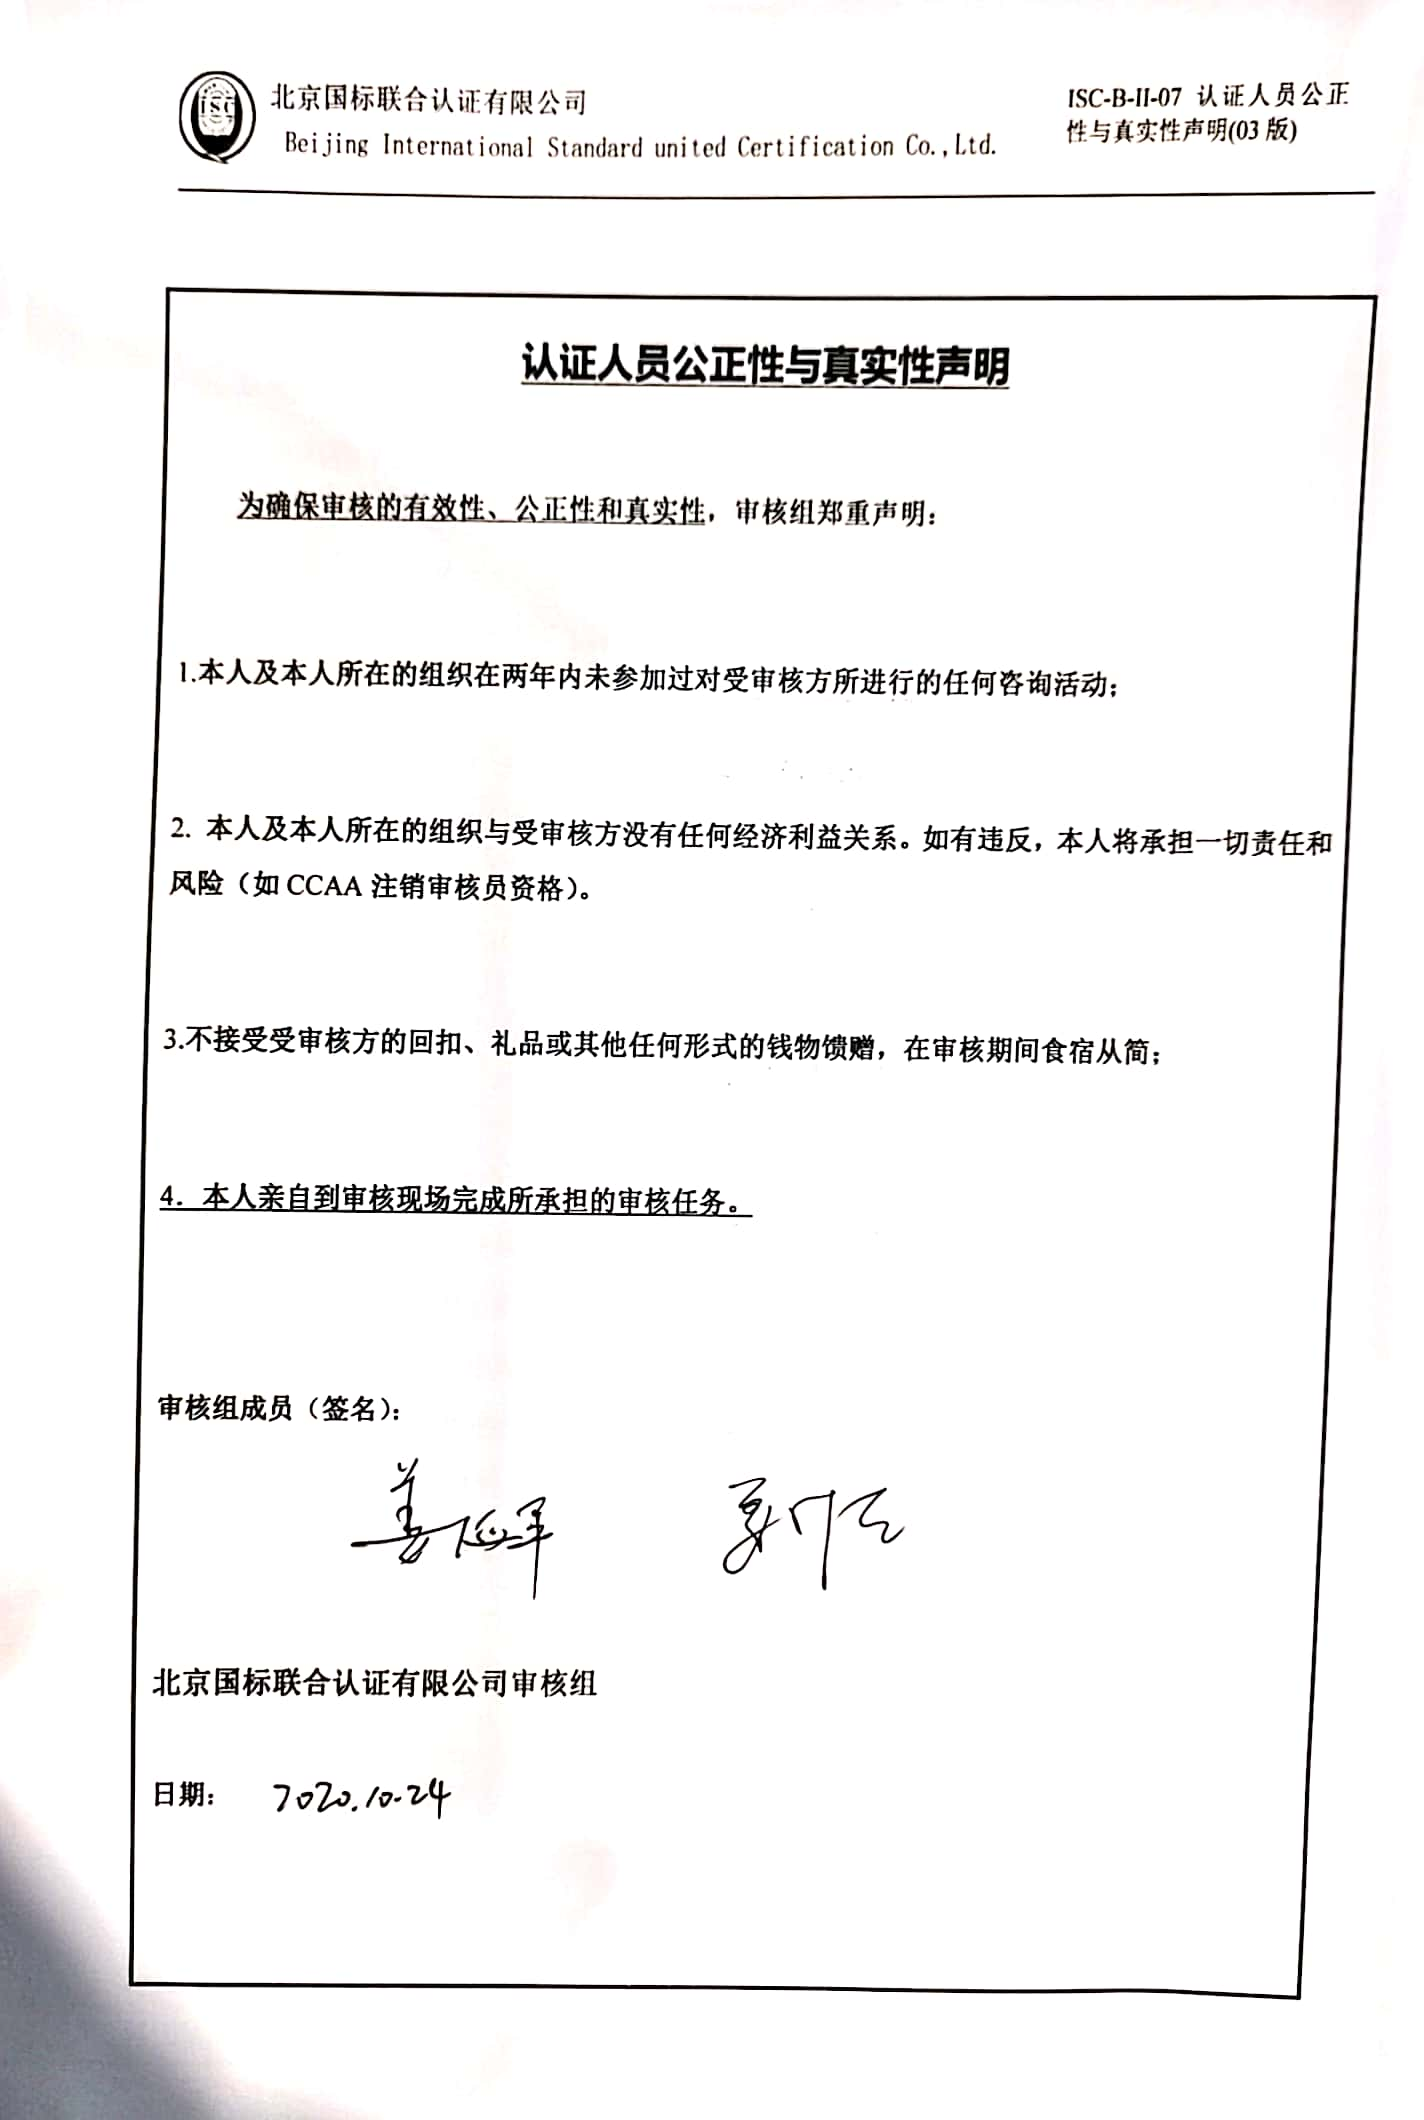 ISC
北京国标联合认证有限公司
Beijing International Standard united Certification Co.,Ltd.
ISC-B-II-07 认证人员公正
性与真实性声明(03 版)
认证人员公正性与真实性声明
为确保审核的有效性、公正性和真实性，审核组郑重声明：
1.本人及本人所在的组织在两年内未参加过对受审核方所进行的任何咨询活动；
2. 本人及本人所在的组织与受审核方没有任何经济利益关系。如有违反，本人将承担一切责任和
风险（如 CCAA 注销审核员资格）。
3.不接受受审核方的回扣、礼品或其他任何形式的钱物馈赠，在审核期间食宿从简；
4. 本人亲自到审核现场完成所承担的审核任务。
审核组成员（签名）：
姜延军
北京国标联合认证有限公司审核组
日期： 2020.10.24